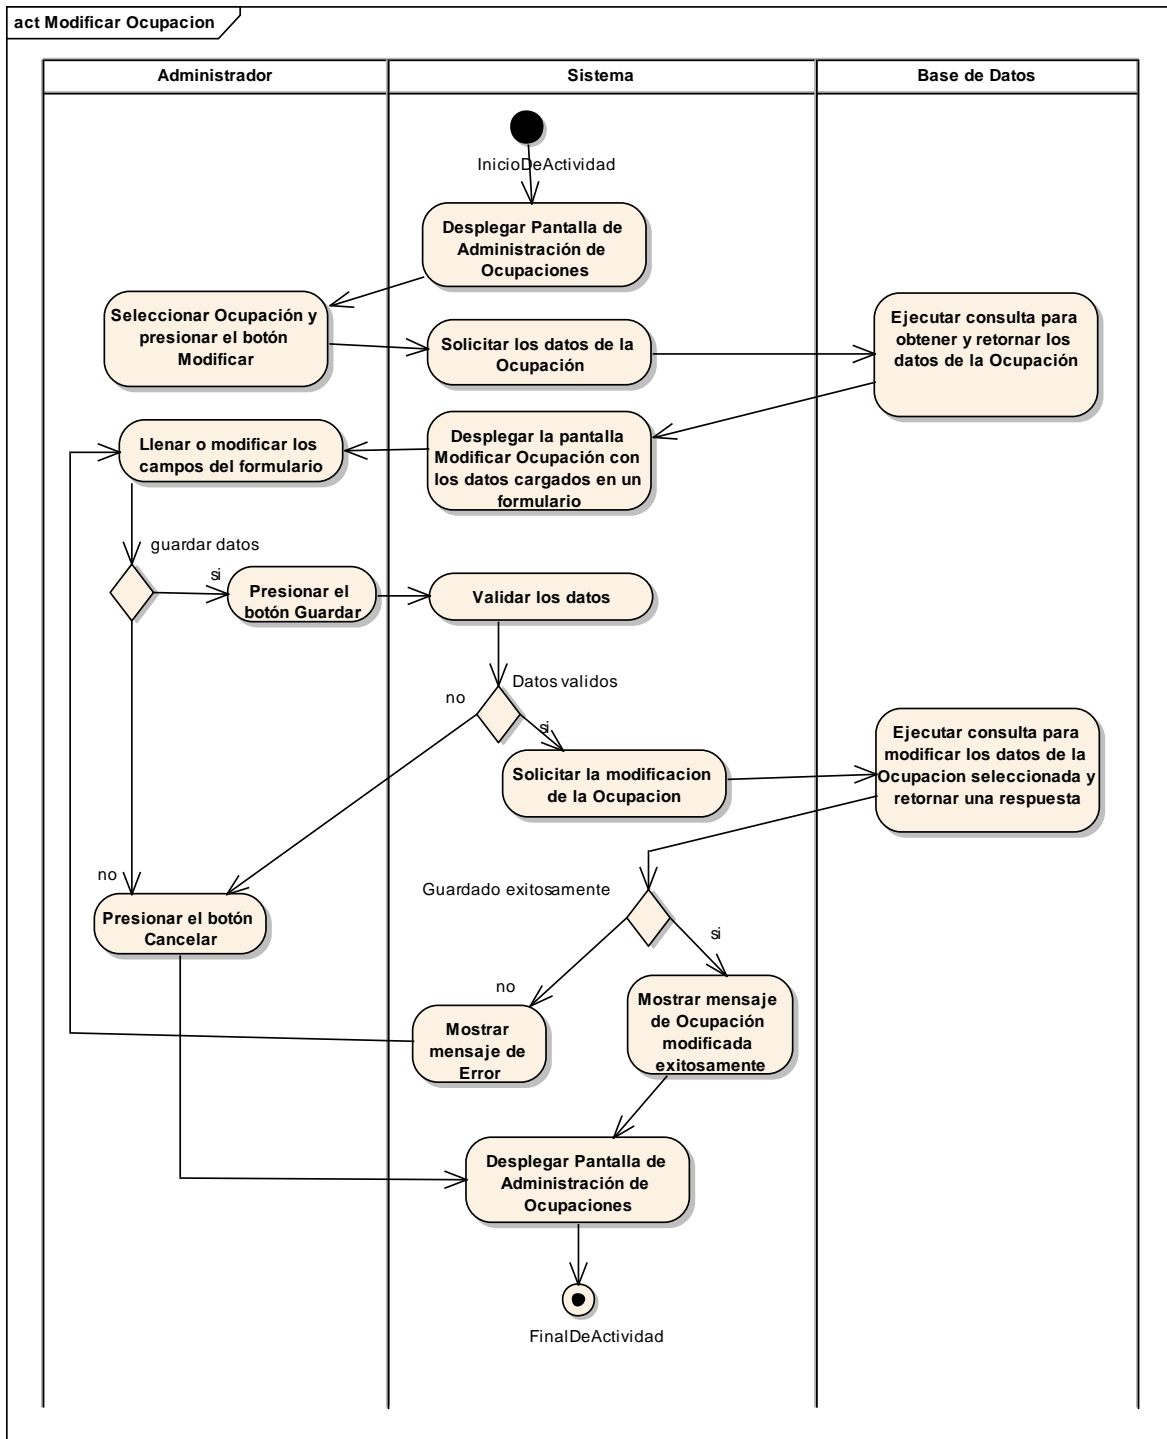 act Modificar Ocupacion
Administrador
Sistema
Base de Datos
InicioDeActividad
Desplegar Pantalla de
Administración de
Ocupaciones
Seleccionar Ocupación y
presionar el botón
Modificar
Solicitar los datos de la
Ocupación
Ejecutar consulta para
obtener y retornar los
datos de la Ocupación
Llenar o modificar los
campos del formulario
Desplegar la pantalla
Modificar Ocupación con
los datos cargados en un
formulario
guardar datos
si
Presionar el
botón Guardar
Validar los datos
Datos validos
no
si
Solicitar la modificacion
de la Ocupacion
Ejecutar consulta para
modificar los datos de la
Ocupacion seleccionada y
retornar una respuesta
no
Presionar el botón
Cancelar
Guardado exitosamente
si
no
Mostrar
mensaje de
Error
Mostrar mensaje
de Ocupación
modificada
exitosamente
Desplegar Pantalla de
Administración de
Ocupaciones
FinalDeActividad